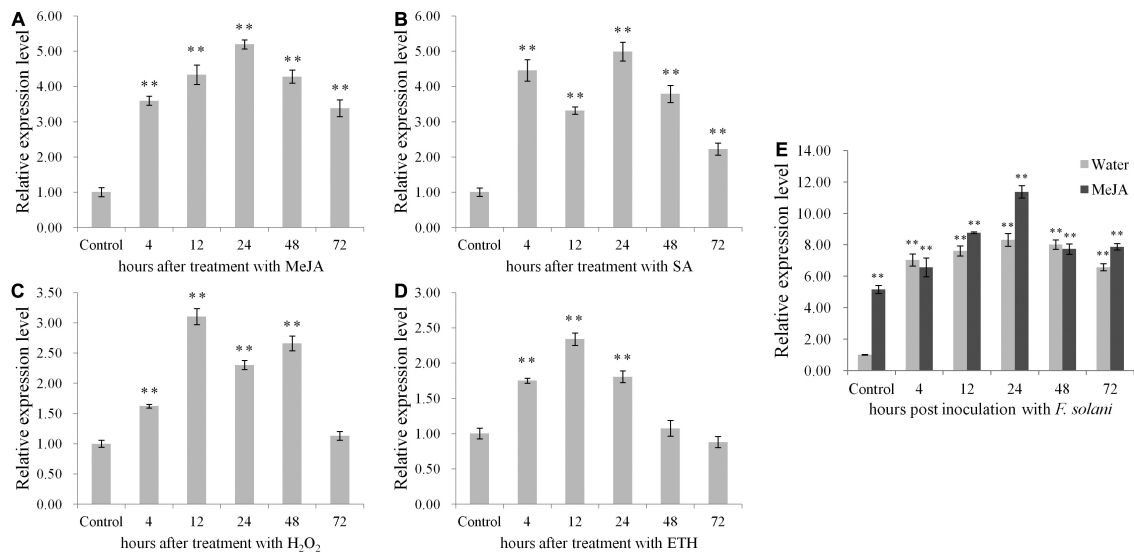 A
Relative expression level
6.00
5.00
4.00
3.00
2.00
1.00
0.00
**
**
**
**
**
Control 4 12 24 48 72
hours after treatment with MeJA
B
Relative expression level
6.00
5.00
4.00
3.00
2.00
1.00
0.00
**
**
**
**
**
Control 4 12 24 48 72
hours after treatment with SA
C
Relative expression level
3.50
3.00
2.50
2.00
1.50
1.00
0.50
0.00
**
**
**
**
Control 4 12 24 48 72
hours after treatment with H₂O₂
D
Relative expression level
3.00
2.50
2.00
1.50
1.00
0.50
0.00
**
**
**
Control 4 12 24 48 72
hours after treatment with ETH
E
Relative expression level
14.00
12.00
10.00
8.00
6.00
4.00
2.00
0.00
Water
MeJA
**
**
**
**
**
**
**
**
**
**
**
Control 4 12 24 48 72
hours post inoculation with F. solani